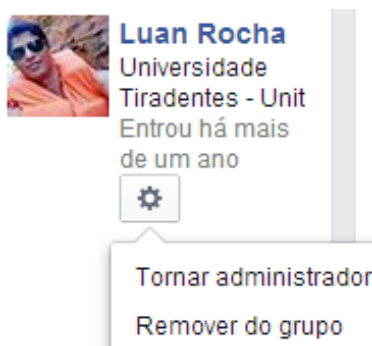 Luan Rocha
Universidade
Tiradentes - Unit
Entrou há mais
de um ano
Tornar administrador
Remover do grupo